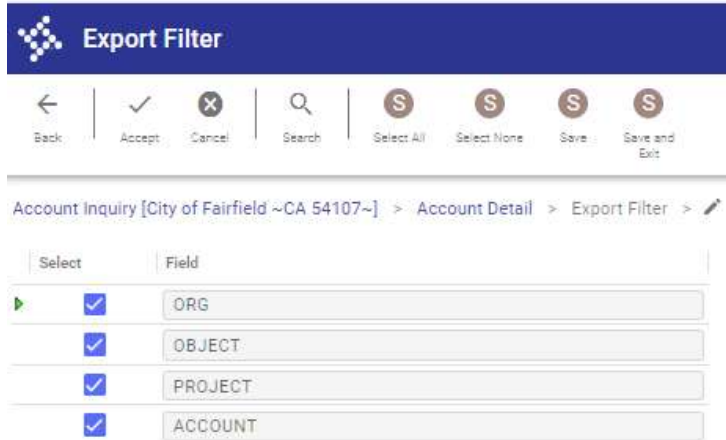 Export Filter
Back Accept Cancel Search S Select All S Select None S Save S Save and Exit
Account Inquiry [City of Fairfield ~CA 54107~] > Account Detail > Export Filter >
Select Field
ORG
OBJECT
PROJECT
ACCOUNT